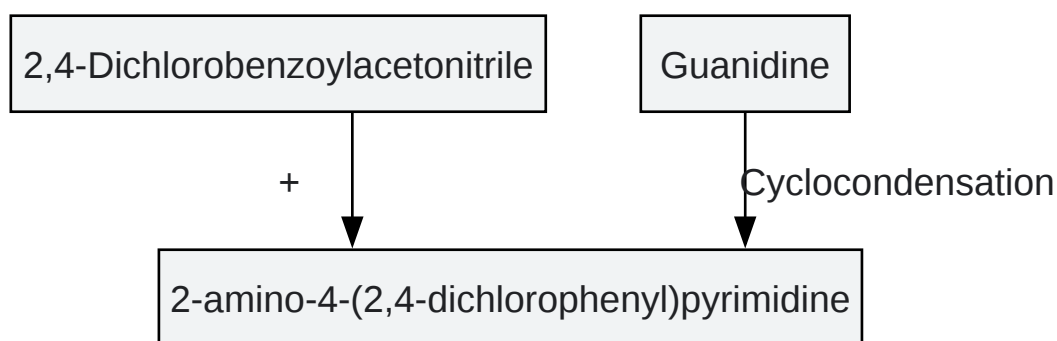 2,4-Dichlorobenzoylacetonitrile
Guanidine
+
Cyclocondensation
2-amino-4-(2,4-dichlorophenyl)pyrimidine